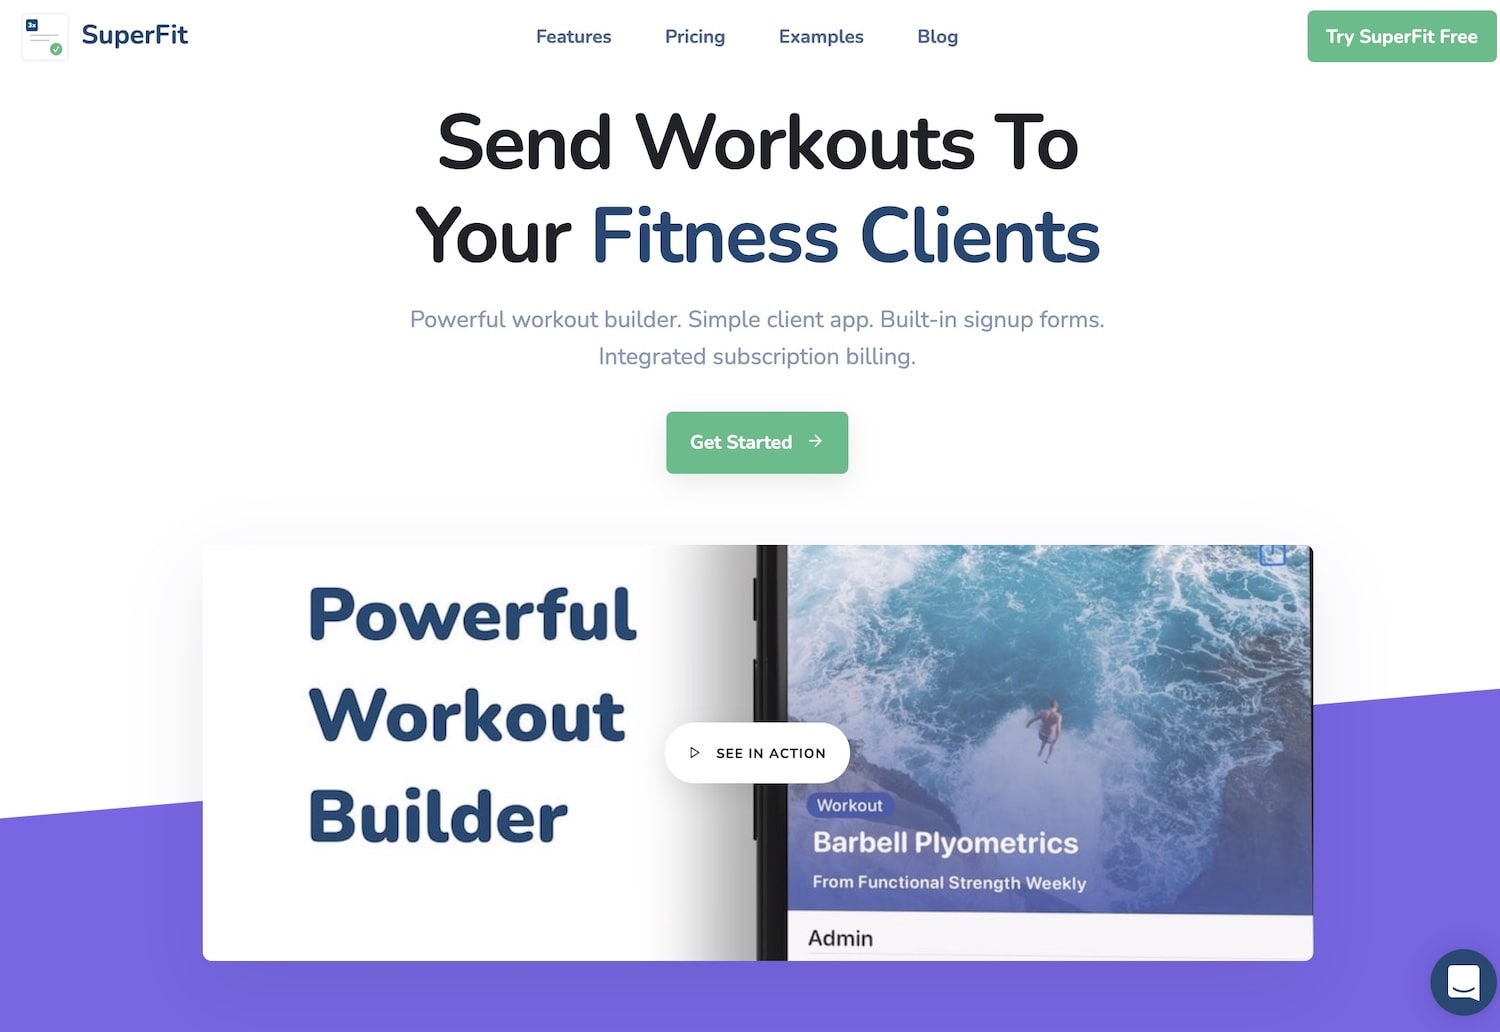 3x
SuperFit
Features
Pricing
Examples
Blog
Try SuperFit Free
Send Workouts To
Your Fitness Clients
Powerful workout builder. Simple client app. Built-in signup forms.
Integrated subscription billing.
Get Started
Powerful
Workout
Builder
SEE IN ACTION
Workout
Barbell Plyometrics
From Functional Strength Weekly
Admin